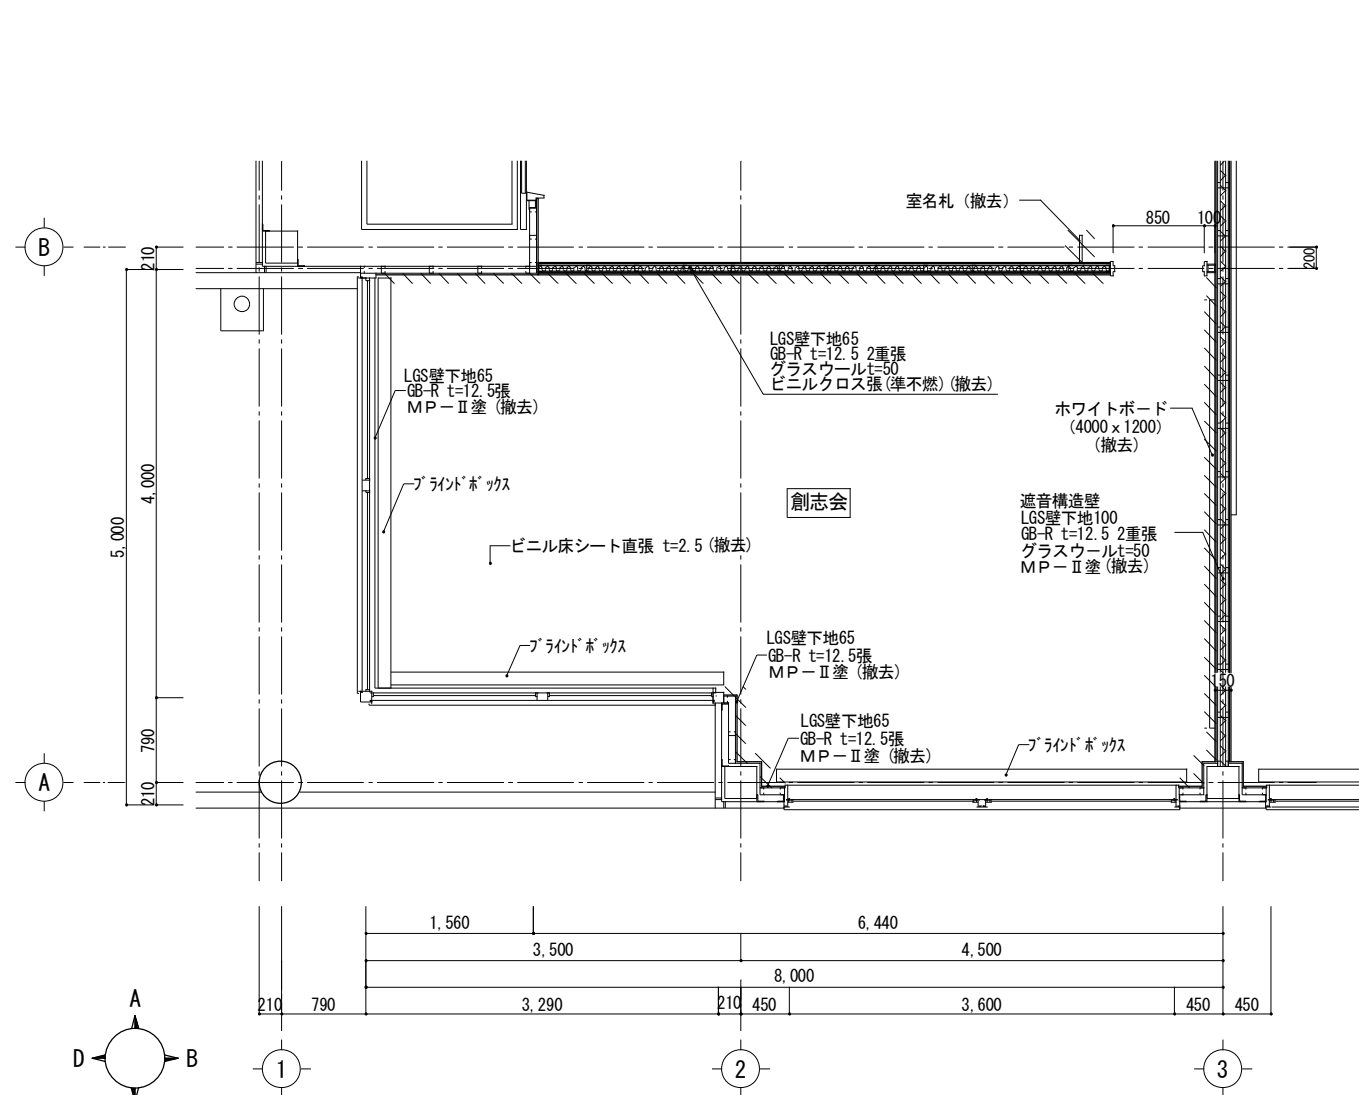 室名札 (撤去)
850
100
B
210
200
LGS壁下地65
GB-R t=12.5 2重張
グラスウールt=50
ビニルクロス張(準不燃)(撤去)
LGS壁下地65
GB-R t=12.5張
MP-Ⅱ塗 (撤去)
ホワイトボード
(4000ｘ1200)
(撤去)
4,000
5,000
ﾌﾞﾗｲﾝﾄﾞﾎﾞｯｸｽ
創志会
遮音構造壁
LGS壁下地100
GB-R t=12.5 2重張
グラスウールt=50
MP-Ⅱ塗 (撤去)
ビニル床シート直張 t=2.5 (撤去)
ﾌﾞﾗｲﾝﾄﾞﾎﾞｯｸｽ
LGS壁下地65
GB-R t=12.5張
MP-Ⅱ塗 (撤去)
150
LGS壁下地65
GB-R t=12.5張
MP-Ⅱ塗 (撤去)
ﾌﾞﾗｲﾝﾄﾞﾎﾞｯｸｽ
790
A
210
1,560
6,440
3,500
4,500
8,000
210
790
3,290
210
450
3,600
450
450
A
D
B
1
2
3